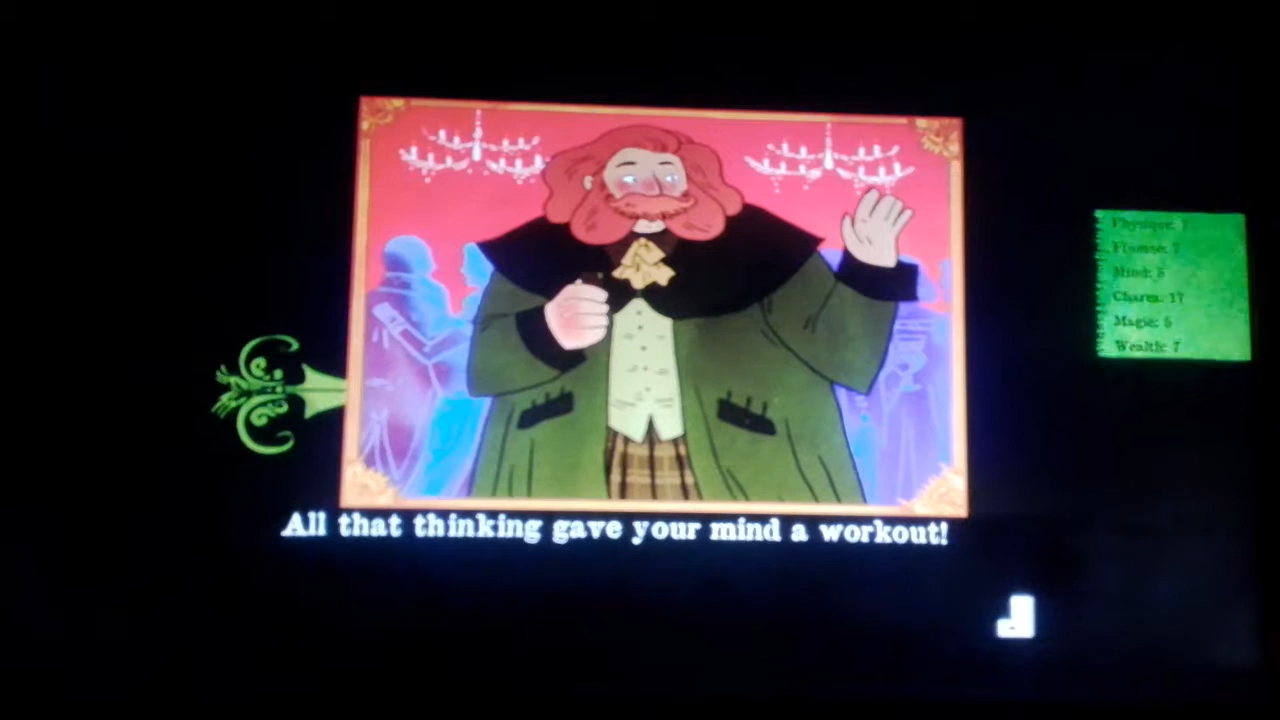 Physique: 7
Finesse: 7
Mind: 8
Charm: 17
Magic: 5
Wealth: 7
All that thinking gave your mind a workout!